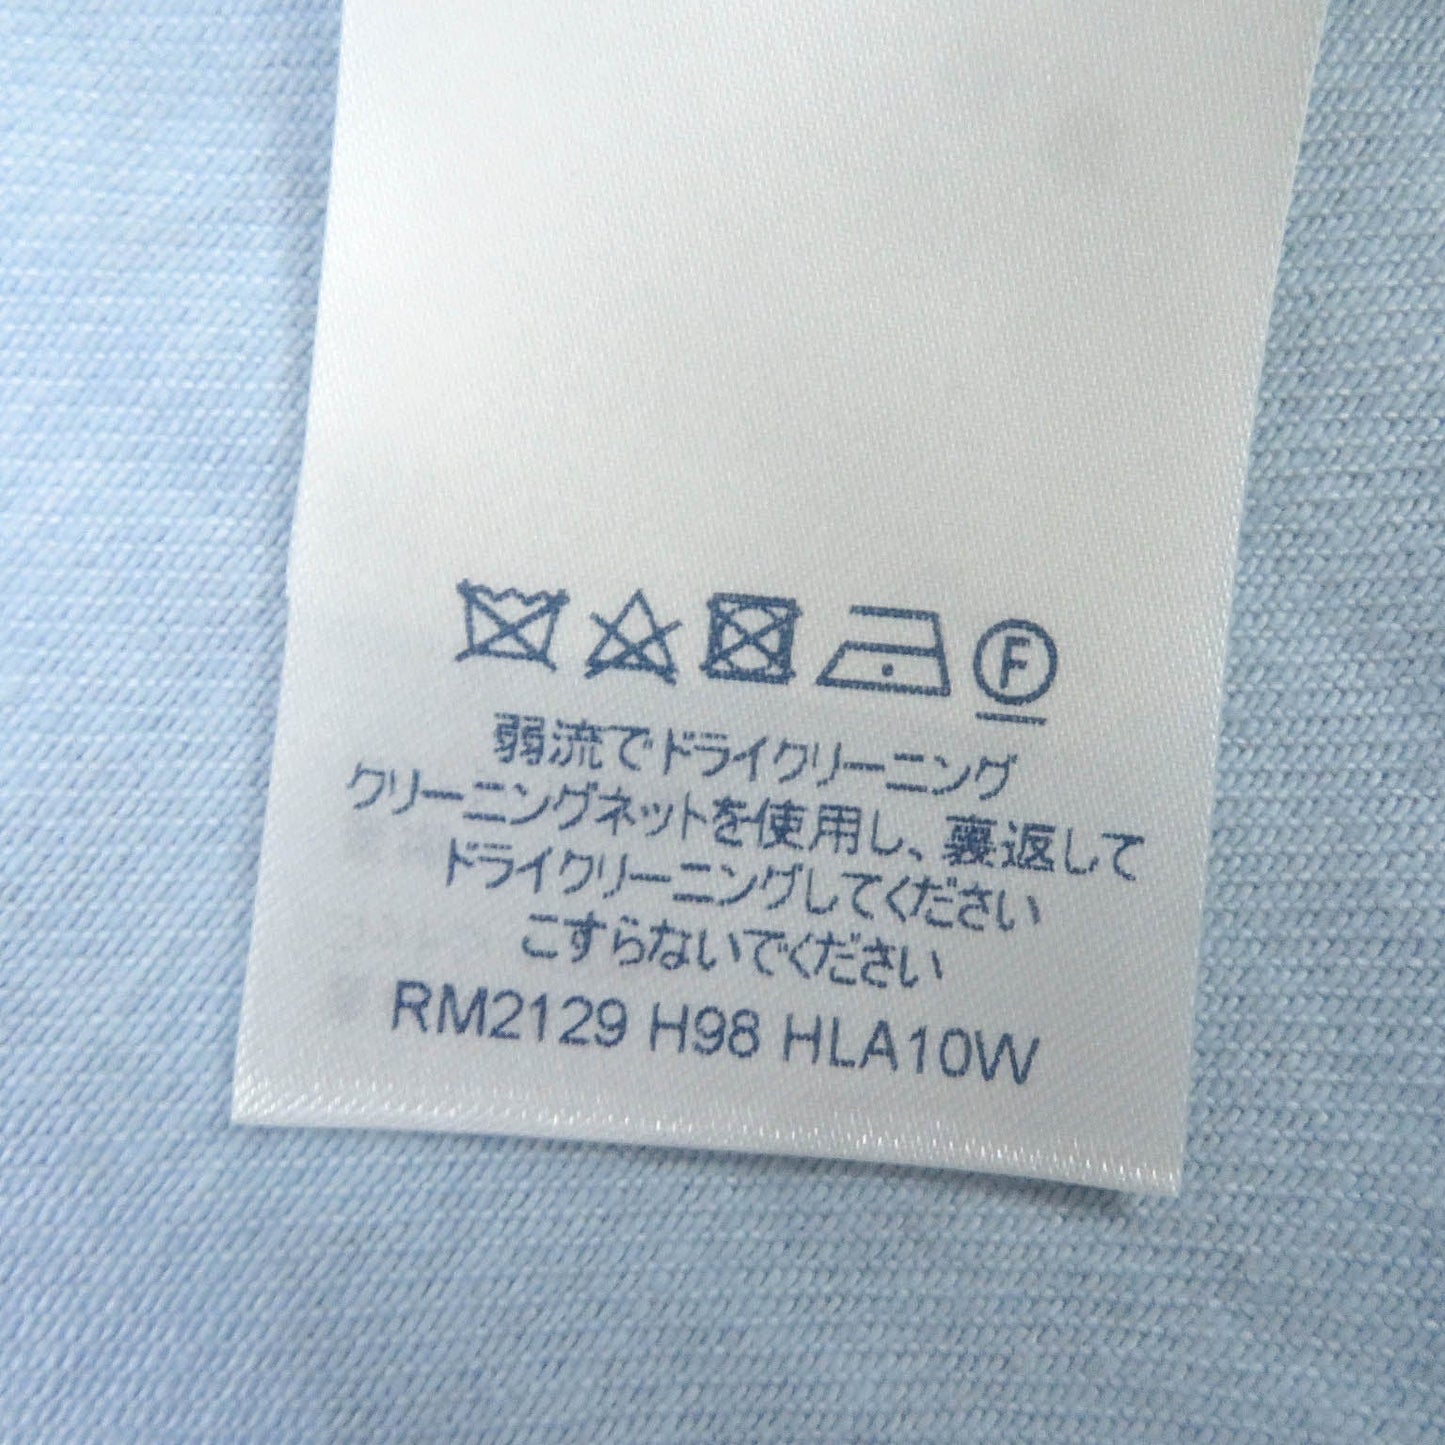 F
弱流でドライクリーニング
クリーニングネットを使用し、裏返して
ドライクリーニングしてください
こすらないでください
RM2129 H98 HLA10W